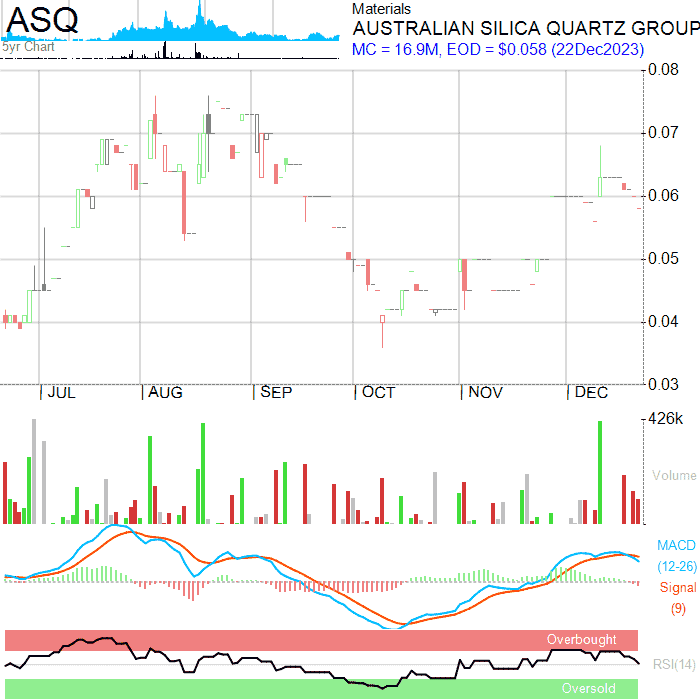 ASQ
5yr Chart
Materials
AUSTRALIAN SILICA QUARTZ GROUP
MC = 16.9M, EOD = $0.058 (22Dec2023)
0.08
0.07
0.06
0.05
0.04
0.03
JUL AUG SEP OCT NOV DEC
426k
Volume
MACD
(12-26)
Signal
(9)
Overbought
RSI(14)
Oversold